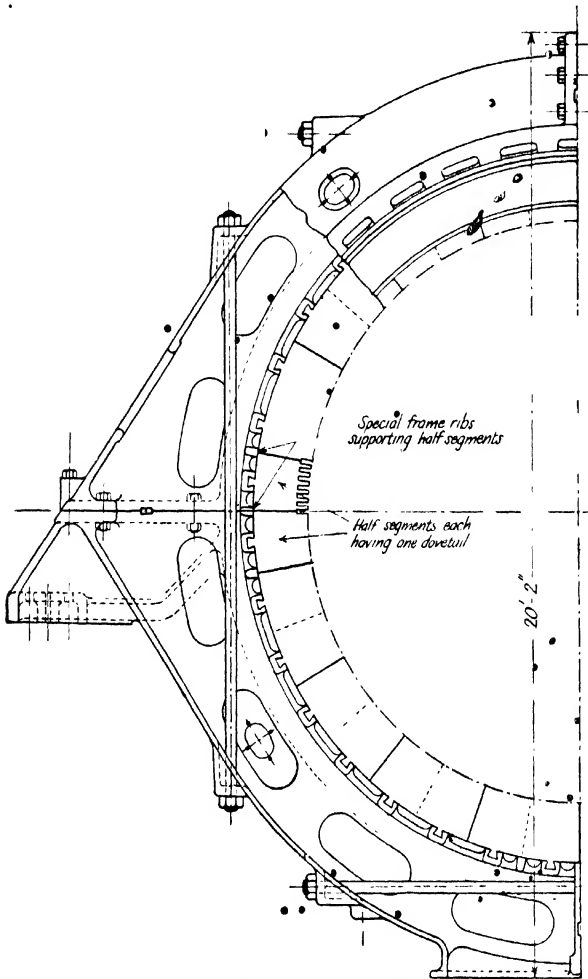 Special frame ribs
supporting half segments
Half segments each
having one dovetail
20'-2"